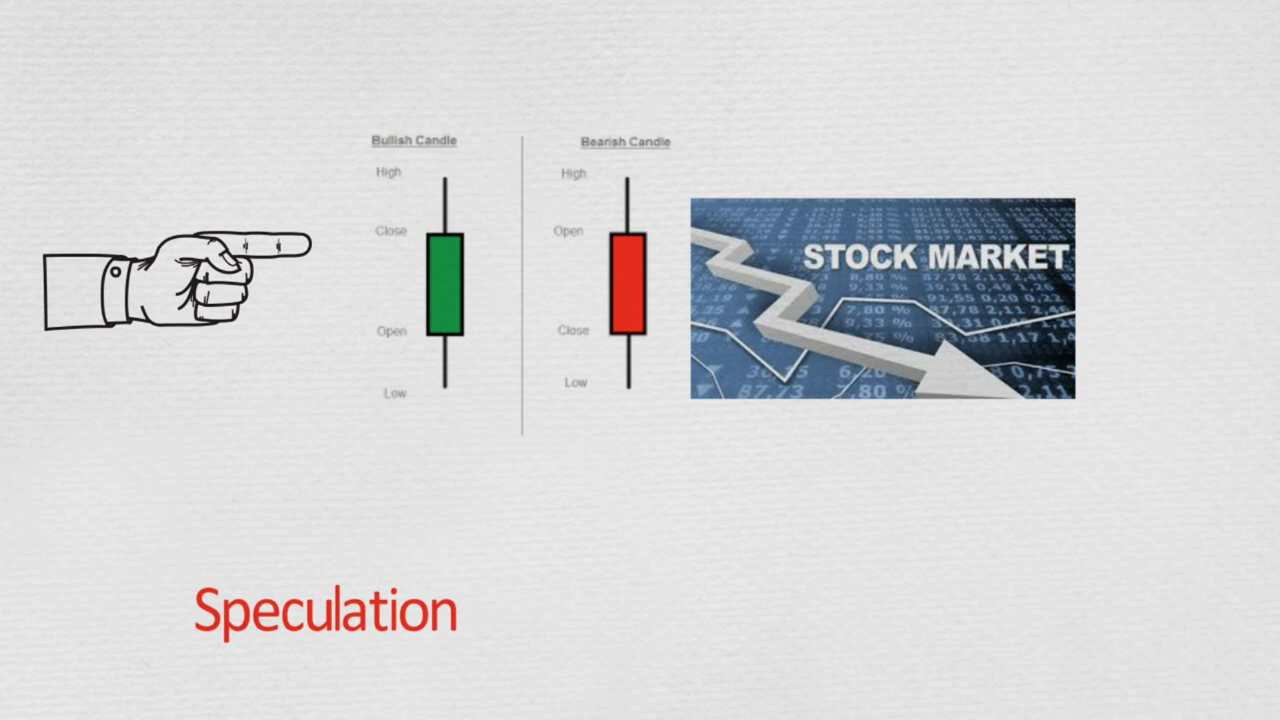 Bullish Candle
High
Close
Open
Low
Bearish Candle
High
Open
Close
Low
STOCK MARKET
Speculation